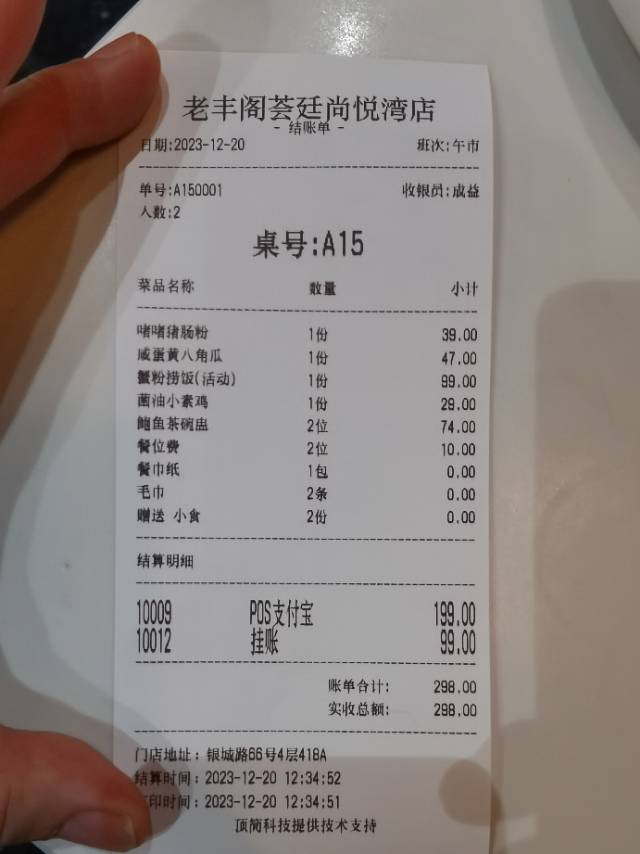 老丰阁荟廷尚悦湾店
- 结账单 -
日期:2023-12-20 班次:午市
单号:A150001 收银员:成益
人数:2
桌号:A15
菜品名称 数量 小计
啫啫猪肠粉 1份 39.00
咸蛋黄八角瓜 1份 47.00
蟹粉捞饭(活动) 1份 99.00
菌油小素鸡 1份 29.00
鲍鱼茶碗盅 2位 74.00
餐位费 2位 10.00
餐巾纸 1包 0.00
毛巾 2条 0.00
赠送 小食 2份 0.00
结算明细
10009 POS支付宝 199.00
10012 挂账 99.00
账单合计: 298.00
实收总额: 298.00
门店地址: 银城路66号4层418A
结算时间: 2023-12-20 12:34:52
打印时间: 2023-12-20 12:34:51
顶简科技提供技术支持